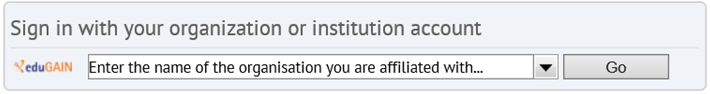 Sign in with your organization or institution account
eduGAIN Enter the name of the organisation you are affiliated with... Go